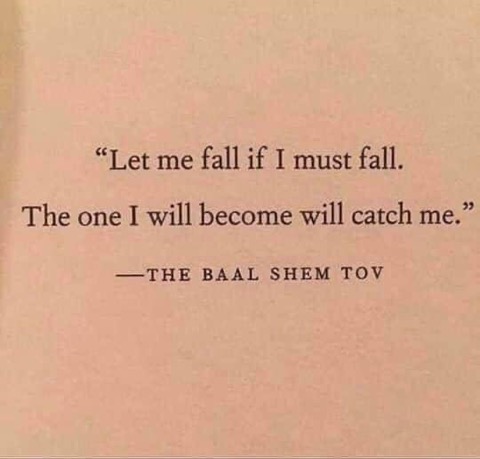 “Let me fall if I must fall.
The one I will become will catch me.”
—THE BAAL SHEM TOV